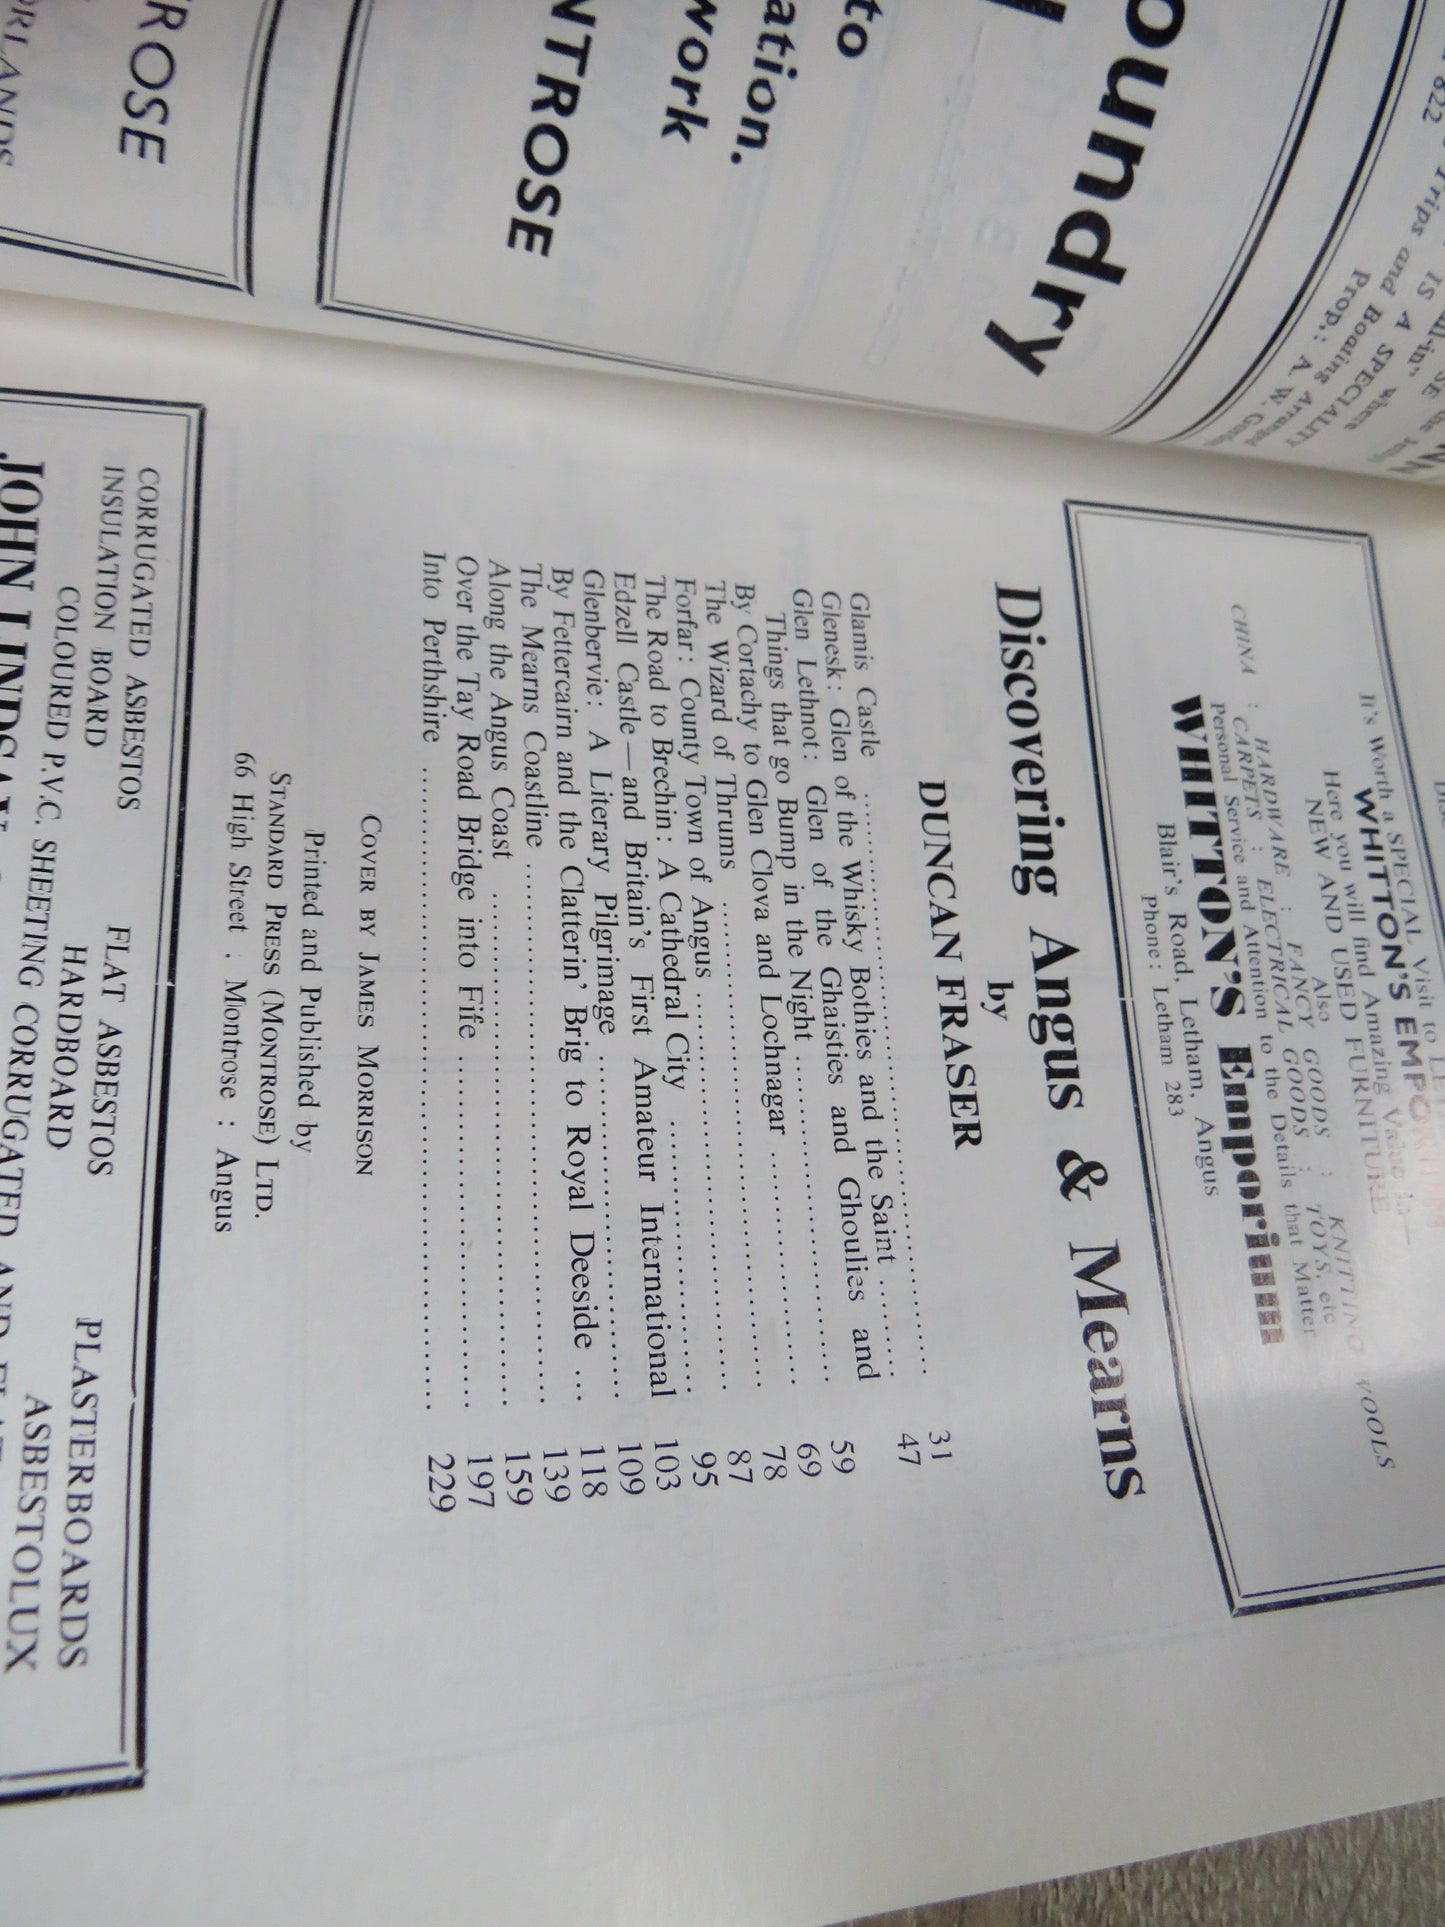 ROSE
NTROSE
work
ation.
to
oundry
822
Trips and Boating Arranged
IS A SPECIALITY
Prop.: A. W.
It's Worth a SPECIAL Visit to
WHITTON'S EMPORIUM
Here you will find Amazing Value in—
NEW AND USED FURNITURE
Also
KNITTING WOOLS
HARDWARE : FANCY GOODS : TOYS, etc
CHINA : CARPETS : ELECTRICAL GOODS :
Personal Service and Attention to the Details that Matter
WHITTON'S Emporium
Blair's Road, Letham, Angus
Phone: Letham 283
Discovering Angus & Mearns
by
DUNCAN FRASER
Glamis Castle ........ 31
Glenesk: Glen of the Whisky Bothies and the Saint ........ 47
Glen Lethnot: Glen of the Ghaisties and Ghoulies and
Things that go Bump in the Night ........ 59
By Cortachy to Glen Clova and Lochnagar ........ 69
The Wizard of Thrums ........ 78
Forfar: County Town of Angus ........ 87
The Road to Brechin: A Cathedral City ........ 95
Edzell Castle—and Britain's First Amateur International 103
Glenbervie: A Literary Pilgrimage ........ 109
By Fettercairn and the Clatterin' Brig to Royal Deeside ... 118
The Mearns Coastline ........ 139
Along the Angus Coast ........ 159
Over the Tay Road Bridge into Fife ........ 197
Into Perthshire ........ 229
COVER BY JAMES MORRISON
Printed and Published by
STANDARD PRESS (MONTROSE) LTD.
66 High Street : Montrose : Angus
CORRUGATED ASBESTOS FLAT ASBESTOS PLASTERBOARDS
INSULATION BOARD HARDBOARD ASBESTOLUX
COLOURED P.V.C. SHEETING CORRUGATED AND
JOHN LINDSAY